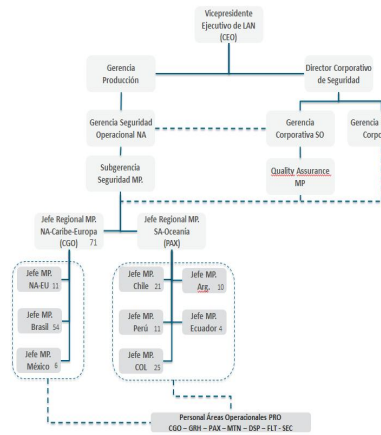 Vicepresidente
Ejecutivo de LAN
(CEO)
Gerencia
Producción
Director Corporativo
de Seguridad
Gerencia Seguridad
Operacional NA
Gerencia
Corporativa SO
Gerencia
Corpo
Subgerencia
Seguridad MP.
Quality Assurance
MP
Jefe Regional MP.
NA-Caribe-Europa
(CGO) 71
Jefe Regional MP.
SA-Oceanía
(PAX)
Jefe MP.
NA-EU 11
Jefe MP.
Chile 21
Jefe MP.
Arg. 10
Jefe MP.
Brasil 54
Jefe MP.
Perú 11
Jefe MP.
Ecuador 4
Jefe MP.
México 6
Jefe MP.
COL 25
Personal Áreas Operacionales PRO
CGO – GRH – PAX – MTN – DSP – FLT - SEC